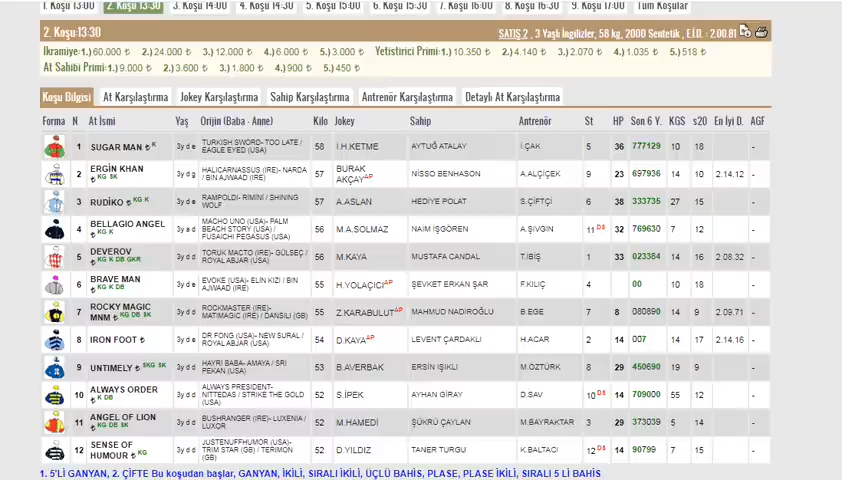 1. Koşu 13:00 2. Koşu 13:30 3. Koşu 14:00 4. Koşu 14:30 5. Koşu 15:00 6. Koşu 15:30 7. Koşu 16:00 8. Koşu 16:30 9. Koşu 17:00 Tüm Koşular
2. Koşu:13:30 SATIŞ 2 , 3 Yaşlı İngilizler, 58 kg, 2000 Sentetik , E.İ.D. : 2.00.81
İkramiye:1.) 60.000 ₺ 2.) 24.000 ₺ 3.) 12.000 ₺ 4.) 6.000 ₺ 5.) 3.000 ₺ Yetiştirici Primi:1.) 10.350 ₺ 2.) 4.140 ₺ 3.) 2.070 ₺ 4.) 1.035 ₺ 5.) 518 ₺
At Sahibi Primi:1.) 9.000 ₺ 2.) 3.600 ₺ 3.) 1.800 ₺ 4.) 900 ₺ 5.) 450 ₺
Koşu Bilgisi At Karşılaştırma Jokey Karşılaştırma Sahip Karşılaştırma Antrenör Karşılaştırma Detaylı At Karşılaştırma
Forma N At İsmi Yaş Orijin (Baba - Anne) Kilo Jokey Sahip Antrenör St HP Son 6 Y. KGS s20 En İyi D. AGF
1 SUGAR MAN ₺ K 3y d e TURKISH SWORD- TOO LATE / EAGLE EYED (USA) 58 İ.H.KETME AYTUĞ ATALAY İ.ÇAK 5 36 777129 10 18 -
2 ERGİN KHAN ₺ KG SK 3y d g HALICARNASSUS (IRE)- NARDA / BIN AJWAAD (IRE) 57 BURAK AKÇAY AP NİSSO BENHASON A.ALÇİÇEK 9 23 697936 14 10 2.14.12 -
3 RUDİKO ₺ KG K 3y d e RAMPOLDI- RIMINI / SHINING WOLF 57 A.ASLAN HEDİYE POLAT S.ÇİFTÇİ 6 38 333735 27 15 -
4 BELLAGIO ANGEL ₺ KG K 3y a d MACHO UNO (USA)- PALM BEACH STORY (USA) / FUSAICHI PEGASUS (USA) 56 M.A.SOLMAZ NAİM İŞGÖREN A.ŞIVGIN 11 DS 32 769630 7 12 -
5 DEVEROV ₺ KG K DB GKR 3y d d TORUK MACTO (IRE)- GÜLSEÇ / ROYAL ABJAR (USA) 56 M.KAYA MUSTAFA CANDAL T.İBİŞ 1 33 023384 14 16 2.08.32 -
6 BRAVE MAN ₺ KG K DB 3y d e EVOKE (USA)- ELIN KIZI / BIN AJWAAD (IRE) 55 H.YOLAÇICI AP ŞEVKET ERKAN ŞAR F.KILIÇ 4 00 10 18 -
7 ROCKY MAGIC MNM ₺ KG DB SK 3y d d ROCKMASTER (IRE)- MATIMAGIC (IRE) / DANSILI (GB) 55 Z.KARABULUT AP MAHMUD NADIROĞLU B.EGE 7 8 080890 14 9 2.09.71 -
8 IRON FOOT ₺ 3y d e DR FONG (USA)- NEW SURAL / ROYAL ABJAR (USA) 54 D.KAYA AP LEVENT ÇARDAKLI H.ACAR 2 14 007 14 17 2.14.16 -
9 UNTIMELY ₺ SKG SK 3y d d HAYRİ BABA- AMAYA / SRI PEKAN (USA) 53 B.AVERBAK ERSİN IŞIKLI M.ÖZTÜRK 8 29 450690 19 9 -
10 ALWAYS ORDER ₺ K DB 3y d d ALWAYS PRESIDENT- NITTEDAS / STRIKE THE GOLD (USA) 52 S.İPEK AYHAN GİRAY D.SAV 10 DS 14 709000 55 12 -
11 ANGEL OF LION ₺ KG DB SK 3y a d BUSHRANGER (IRE)- LUXENIA / LUXOR 52 M.HAMEDİ ŞÜKRÜ ÇAYLAN M.BAYRAKTAR 3 29 373039 5 14 -
12 SENSE OF HUMOUR ₺ KG 3y d d JUSTENUFFHUMOR (USA)- TRIM STAR (GB) / TERIMON (GB) 52 D.YILDIZ TANER TURGU K.BALTACI 12 DS 14 90799 7 15 -
1. 5'Lİ GANYAN, 2. ÇİFTE Bu koşudan başlar, GANYAN, İKİLİ, SIRALI İKİLİ, ÜÇLÜ BAHİS, PLASE, PLASE İKİLİ, SIRALI 5 Lİ BAHİS